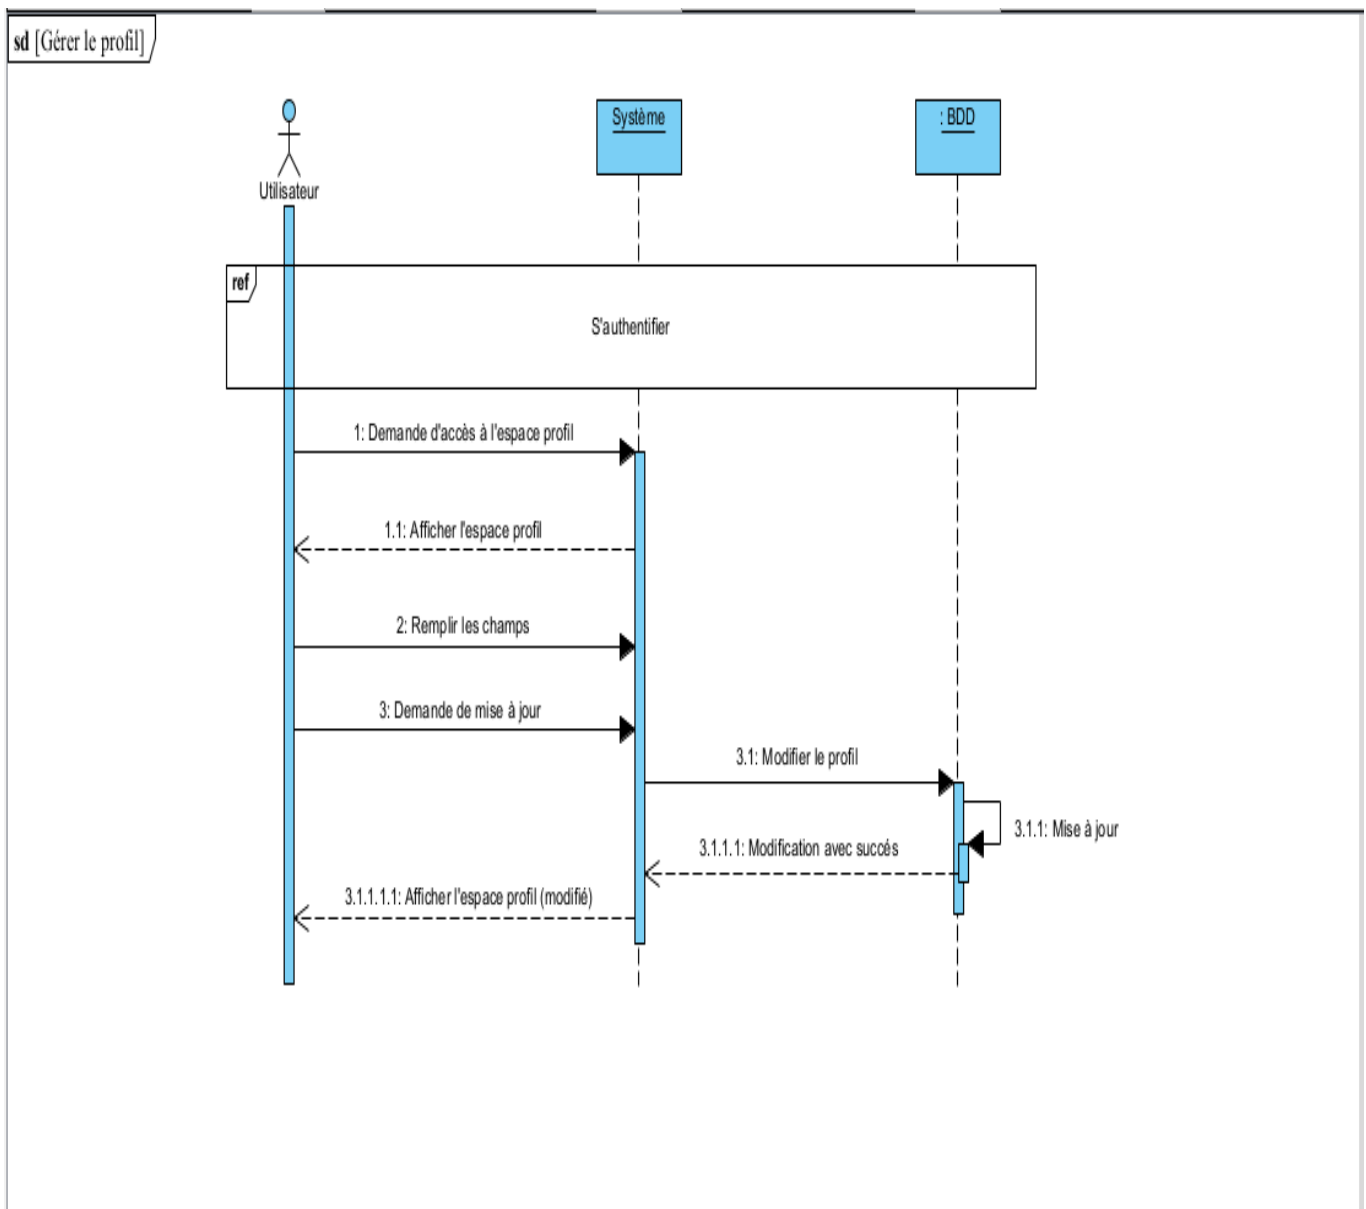 sd [Gérer le profil]
Système
: BDD
Utilisateur
ref
S'authentifier
1: Demande d'accès à l'espace profil
1.1: Afficher l'espace profil
2: Remplir les champs
3: Demande de mise à jour
3.1: Modifier le profil
3.1.1: Mise à jour
3.1.1.1: Modification avec succés
3.1.1.1.1: Afficher l'espace profil (modifié)